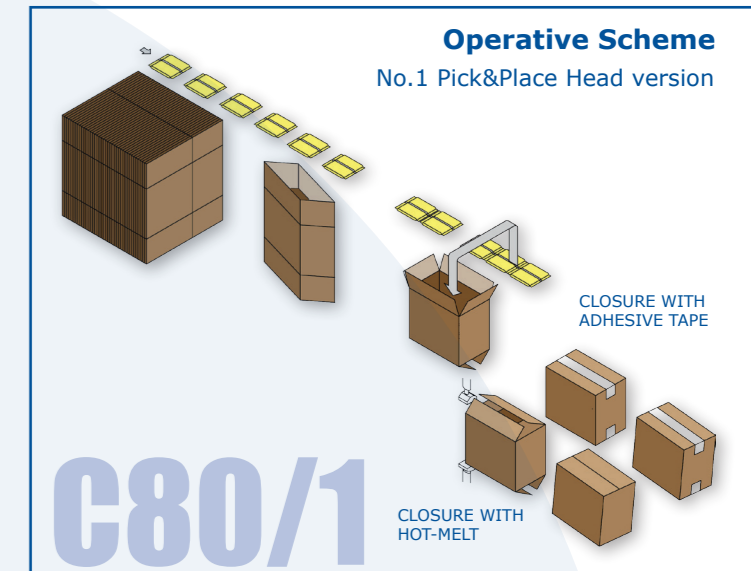 Operative Scheme
No.1 Pick&Place Head version
CLOSURE WITH
ADHESIVE TAPE
C80/1
CLOSURE WITH
HOT-MELT